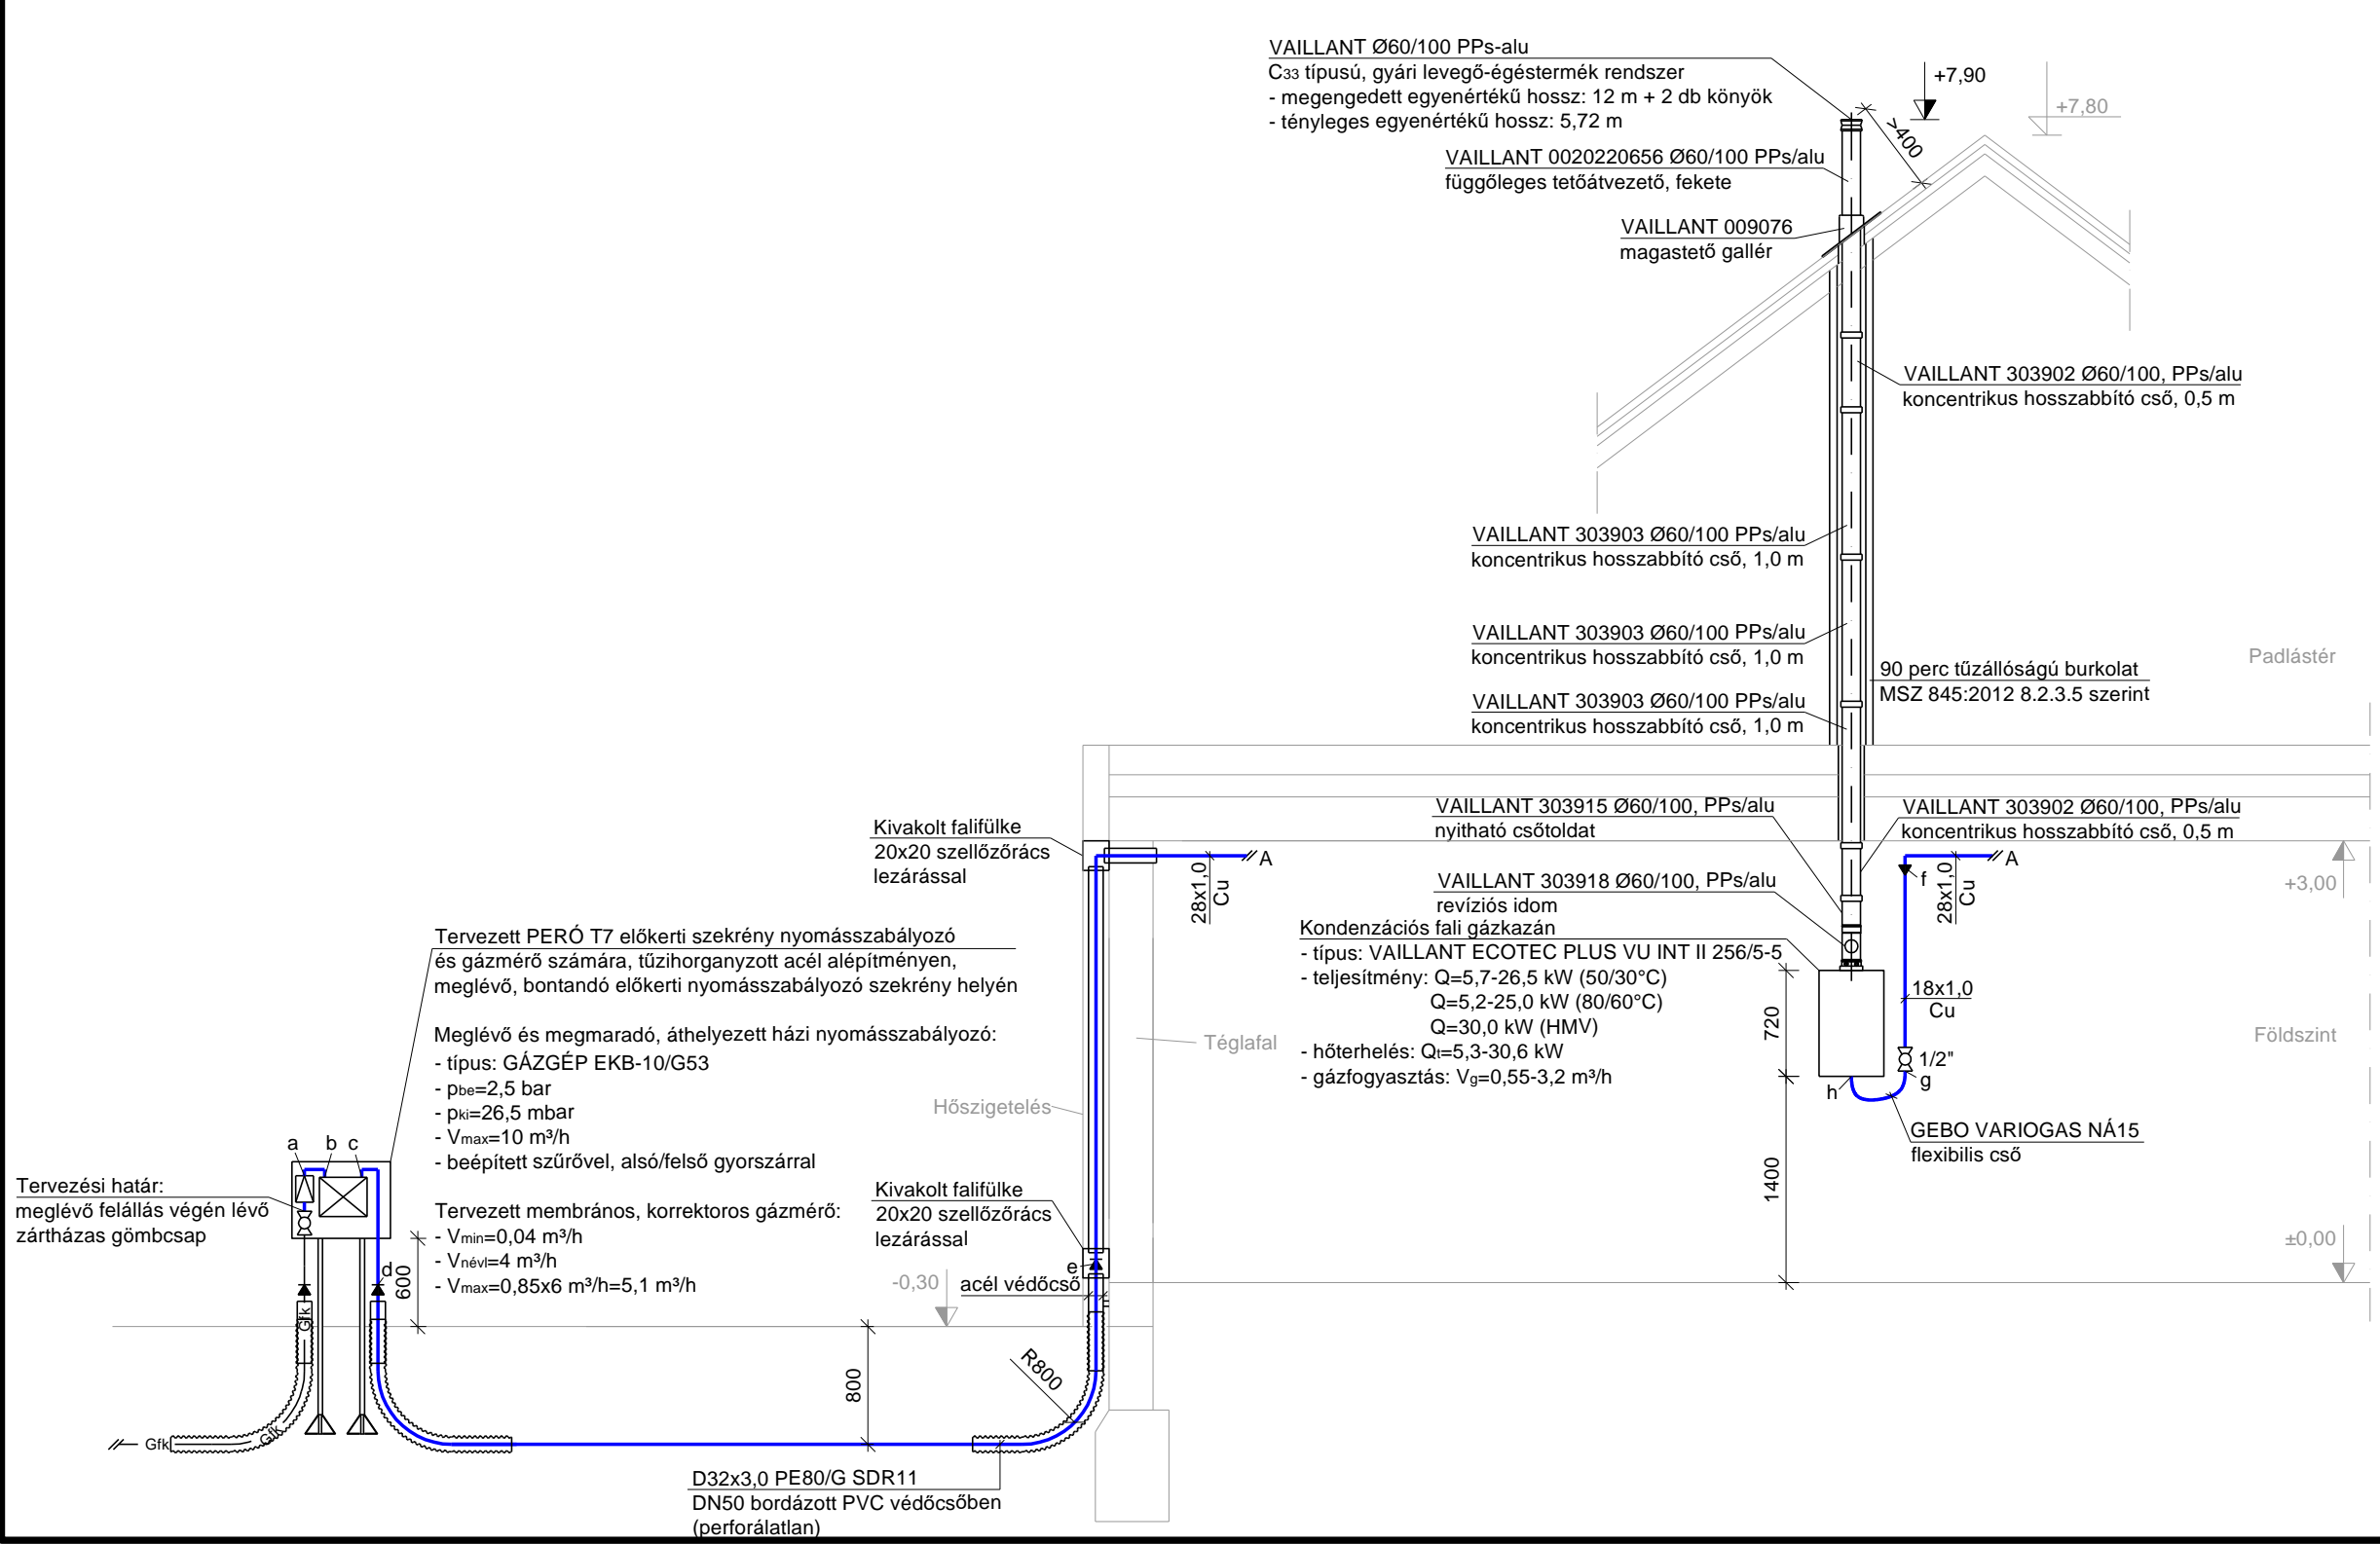 VAILLANT Ø60/100 PPs-alu
C33 típusú, gyári levegő-égéstermék rendszer
- megengedett egyenértékű hossz: 12 m + 2 db könyök
- tényleges egyenértékű hossz: 5,72 m
+7,90
+7,80
>400
VAILLANT 0020220656 Ø60/100 PPs/alu
függőleges tetőátvezető, fekete
VAILLANT 009076
magastető gallér
VAILLANT 303902 Ø60/100, PPs/alu
koncentrikus hosszabbító cső, 0,5 m
VAILLANT 303903 Ø60/100 PPs/alu
koncentrikus hosszabbító cső, 1,0 m
VAILLANT 303903 Ø60/100 PPs/alu
koncentrikus hosszabbító cső, 1,0 m
Padlástér
90 perc tűzállóságú burkolat
MSZ 845:2012 8.2.3.5 szerint
VAILLANT 303903 Ø60/100 PPs/alu
koncentrikus hosszabbító cső, 1,0 m
Kivakolt falifülke
20x20 szellőzőrács
lezárással
A
28x1,0
Cu
VAILLANT 303915 Ø60/100, PPs/alu
nyitható csőtoldat
VAILLANT 303902 Ø60/100, PPs/alu
koncentrikus hosszabbító cső, 0,5 m
A
f
28x1,0
Cu
+3,00
VAILLANT 303918 Ø60/100, PPs/alu
revíziós idom
Kondenzációs fali gázkazán
- típus: VAILLANT ECOTEC PLUS VU INT II 256/5-5
- teljesítmény: Q=5,7-26,5 kW (50/30°C)
Q=5,2-25,0 kW (80/60°C)
Q=30,0 kW (HMV)
- hőterhelés: Qt=5,3-30,6 kW
- gázfogyasztás: Vg=0,55-3,2 m³/h
720
18x1,0
Cu
1/2"
g
h
Földszint
GEBO VARIOGAS NÁ15
flexibilis cső
1400
±0,00
Tervezett PERÓ T7 előkerti szekrény nyomásszabályozó
és gázmérő számára, tűzihorganyzott acél alépítményen,
meglévő, bontandó előkerti nyomásszabályozó szekrény helyén
Meglévő és megmaradó, áthelyezett házi nyomásszabályozó:
- típus: GÁZGÉP EKB-10/G53
- pbe=2,5 bar
- pki=26,5 mbar
- Vmax=10 m³/h
- beépített szűrővel, alsó/felső gyorszárral
Tervezett membrános, korrektoros gázmérő:
- Vmin=0,04 m³/h
- Vnévl=4 m³/h
- Vmax=0,85x6 m³/h=5,1 m³/h
Téglafal
Hőszigetelés
Kivakolt falifülke
20x20 szellőzőrács
lezárással
a
b
c
Tervezési határ:
meglévő felállás végén lévő
zártházas gömbcsap
d
600
e
-0,30
acél védőcső
Gfk
Gfk
Gfk
800
R800
D32x3,0 PE80/G SDR11
DN50 bordázott PVC védőcsőben
(perforálatlan)